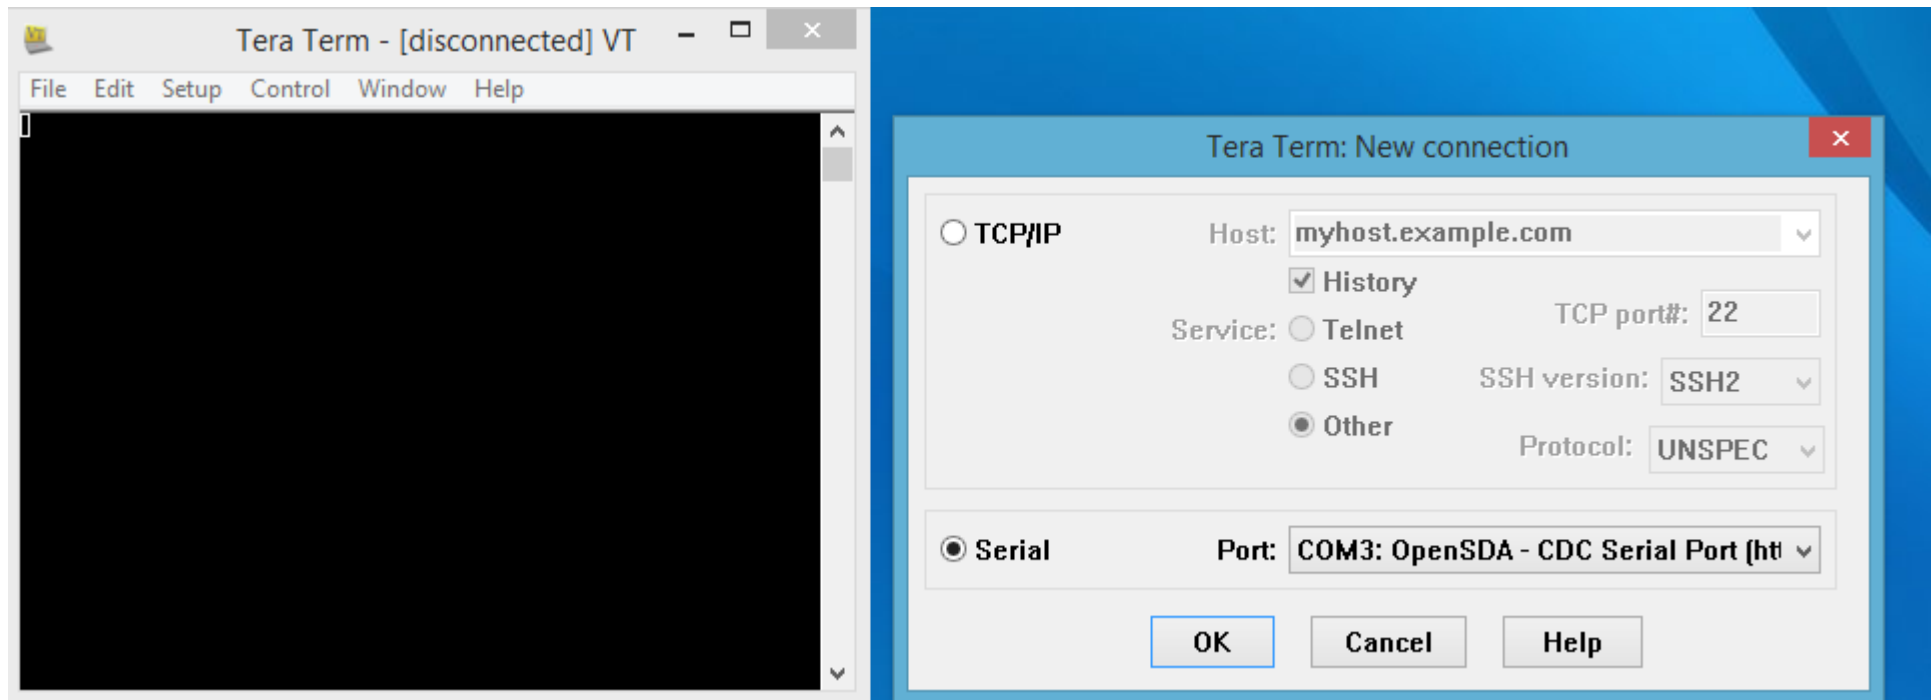 Tera Term - [disconnected] VT
File Edit Setup Control Window Help
Tera Term: New connection
TCP/IP Host: myhost.example.com
History
TCP port#: 22
Service: Telnet
SSH SSH version: SSH2
Other
Protocol: UNSPEC
Serial Port: COM3: OpenSDA - CDC Serial Port (htt
OK Cancel Help